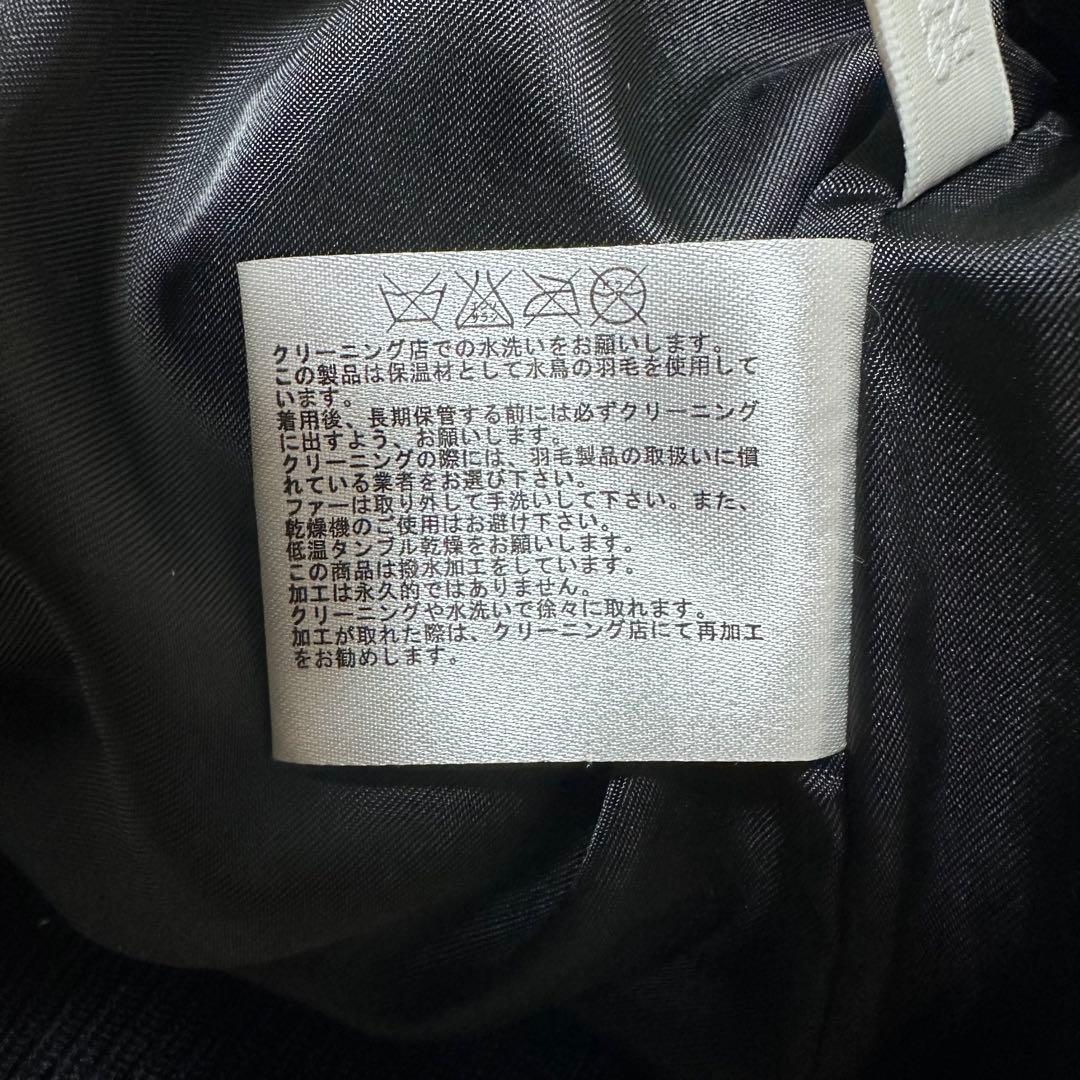 クリーニング店での水洗いをお願いします。
この製品は保温材として水鳥の羽毛を使用して
います。
着用後、長期保管する前には必ずクリーニング
に出すよう、お願いします。
クリーニングの際には、羽毛製品の取扱いに慣
れている業者をお選び下さい。
ファーは取り外して手洗いして下さい。また、
乾燥機のご使用はお避け下さい。
低温タンブル乾燥をお願いします。
この商品は撥水加工をしています。
加工は永久的ではありません。
クリーニングや水洗いで徐々に取れます。
加工が取れた際は、クリーニング店にて再加工
をお勧めします。